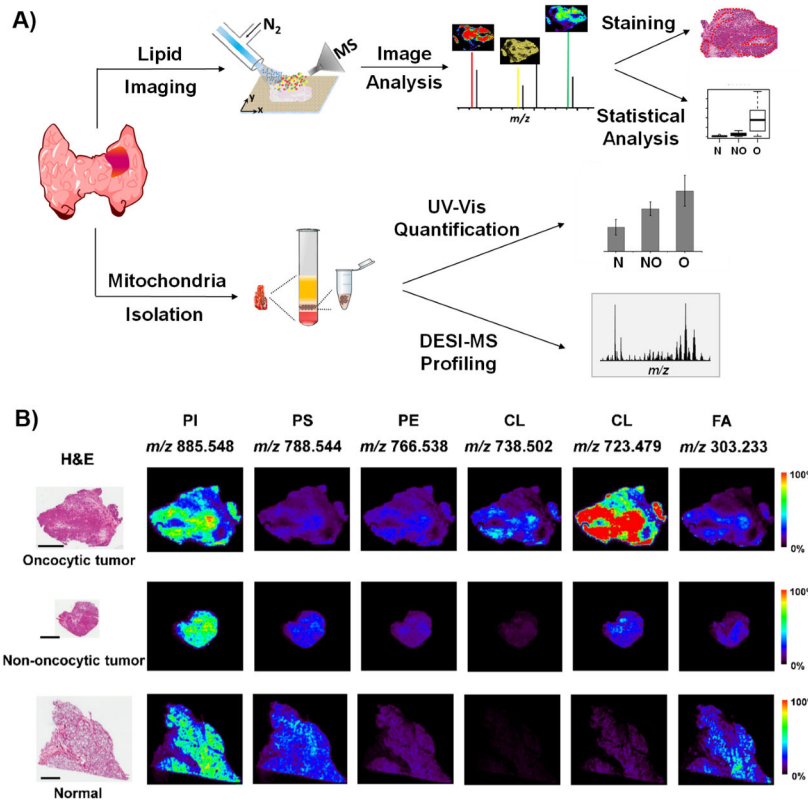 A)
N2
MS
Lipid
Imaging
y
x
Image
Analysis
m/z
Staining
Statistical
Analysis
N NO O
Mitochondria
Isolation
UV-Vis
Quantification
N NO O
DESI-MS
Profiling
m/z
B)
PI PS PE CL CL FA
m/z 885.548 m/z 788.544 m/z 766.538 m/z 738.502 m/z 723.479 m/z 303.233
H&E
Oncocytic tumor
100%
0%
Non-oncocytic tumor
100%
0%
Normal
100%
0%